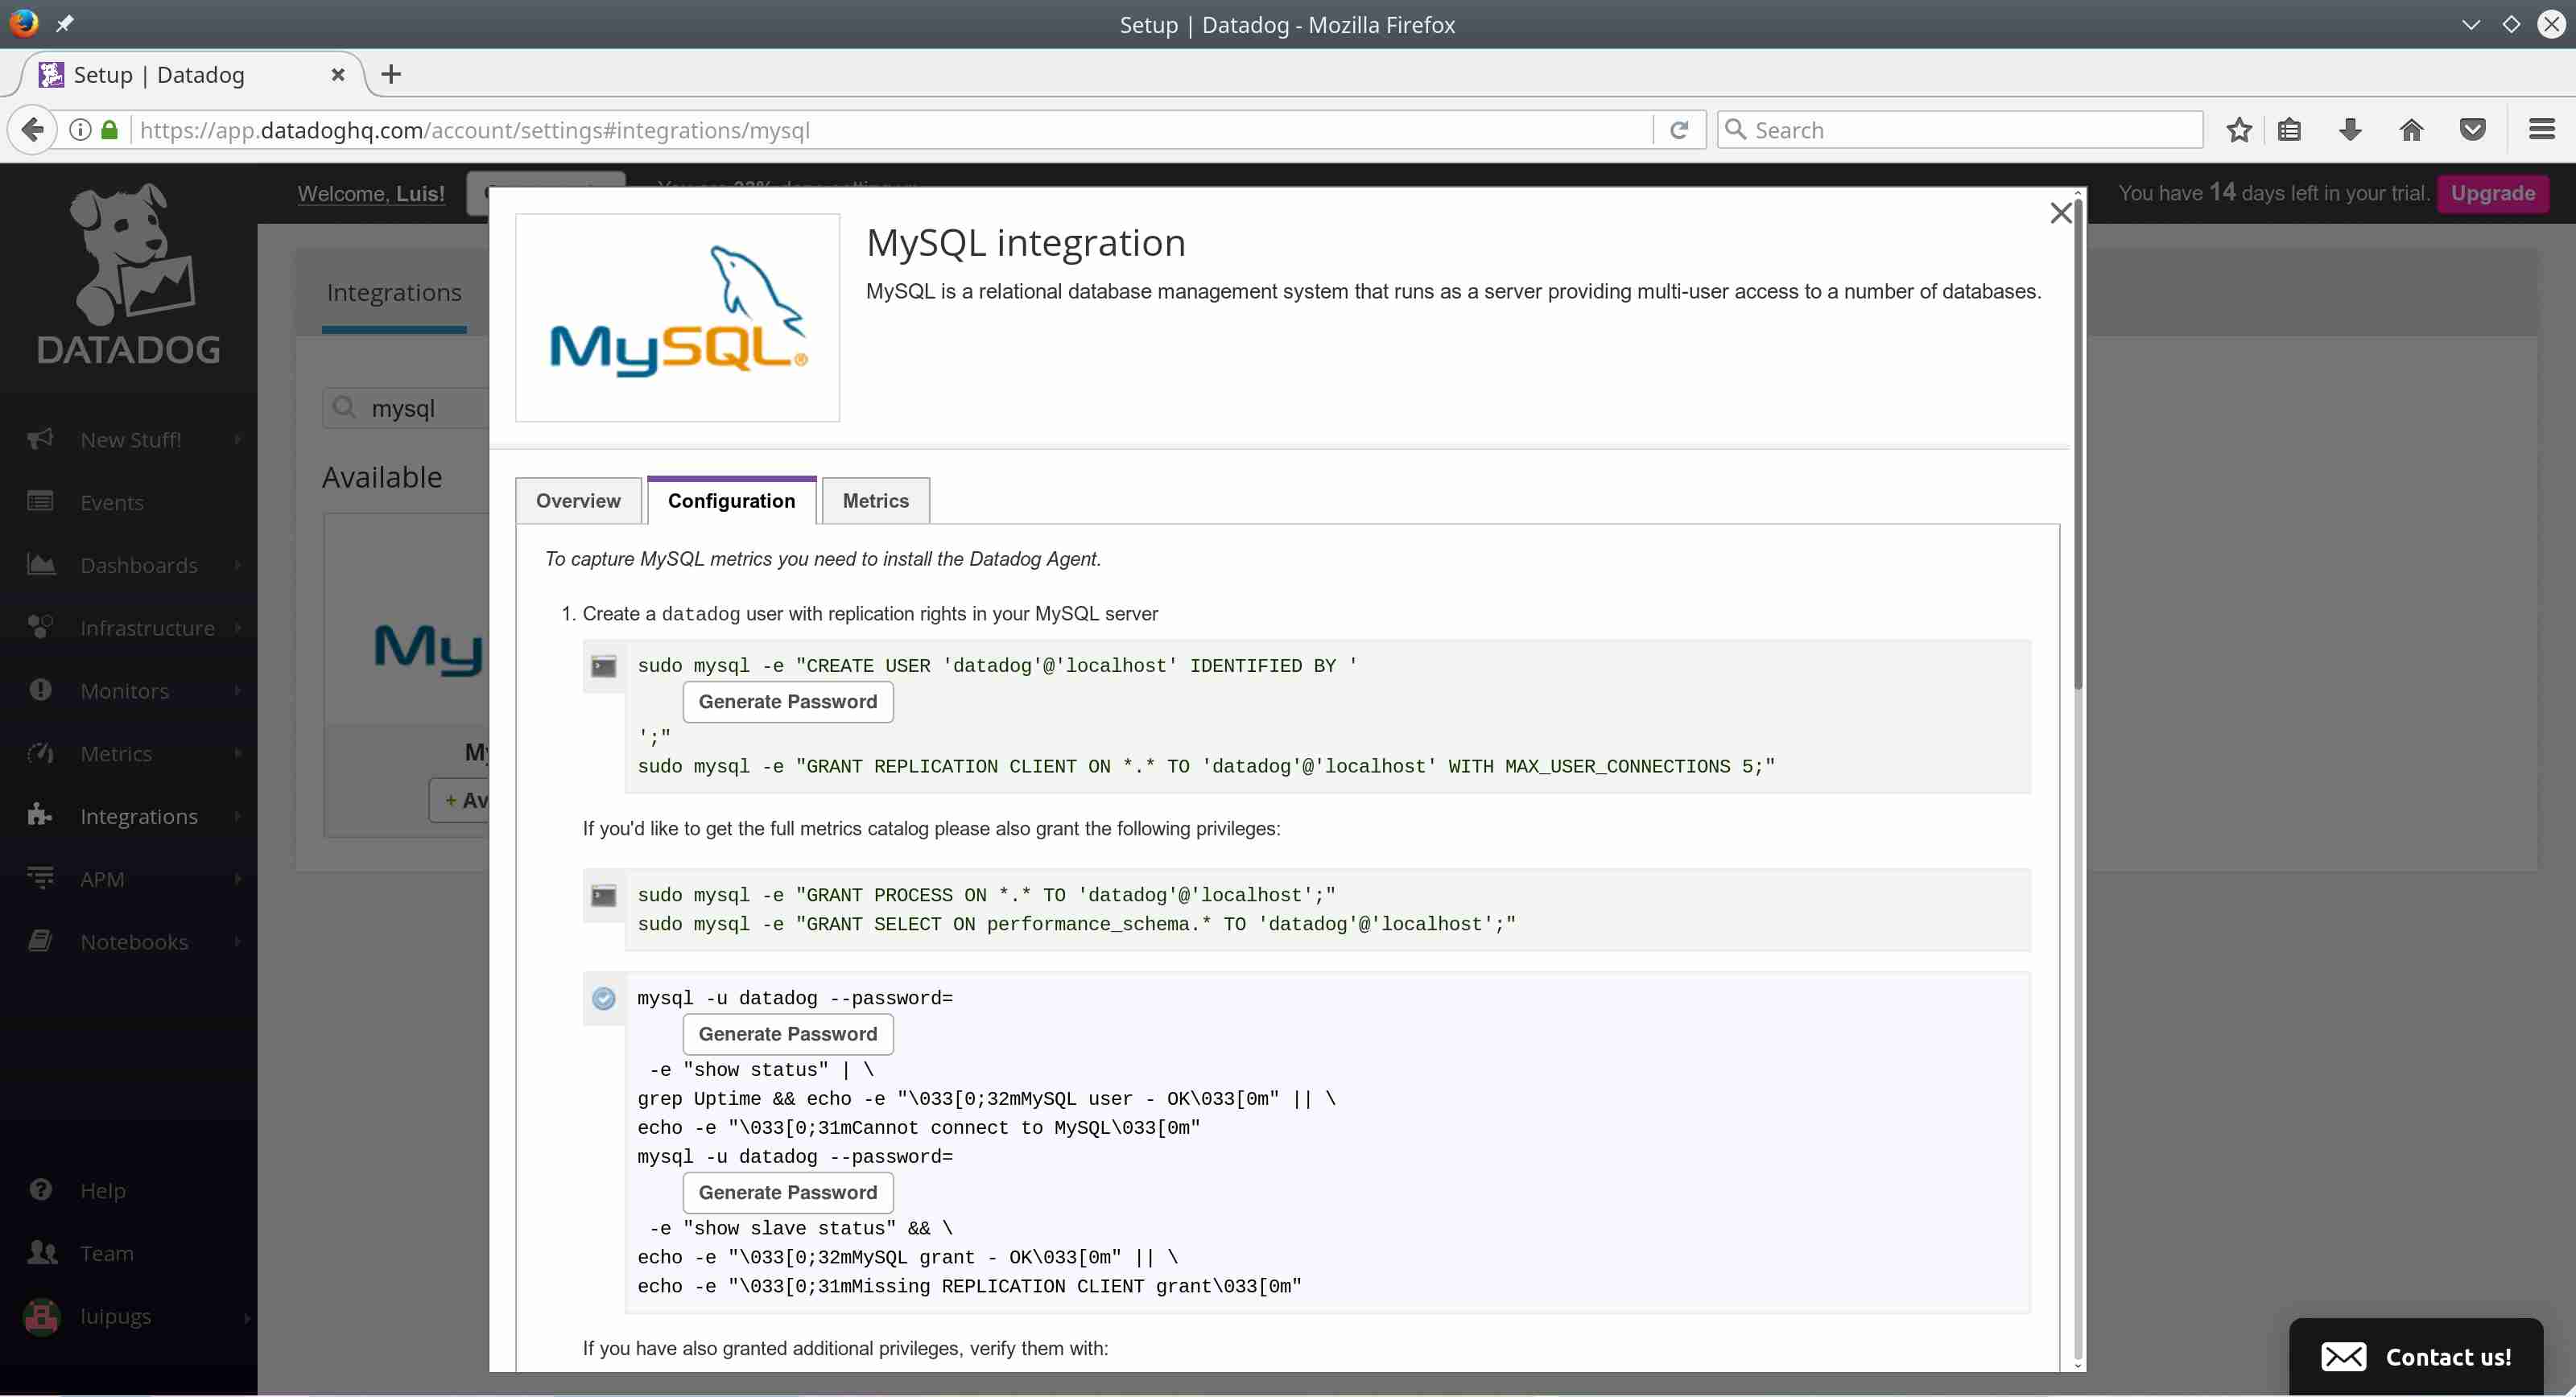 Setup | Datadog - Mozilla Firefox
Setup | Datadog
https://app.datadoghq.com/account/settings#integrations/mysql
Search
DATADOG
Welcome, Luis!
You have 14 days left in your trial. Upgrade
New Stuff!
Events
Dashboards
Infrastructure
Monitors
Metrics
Integrations
APM
Notebooks
Help
Team
luipugs
Integrations
mysql
Available
My
My
+ Av
MySQL®
MySQL integration
MySQL is a relational database management system that runs as a server providing multi-user access to a number of databases.
Overview Configuration Metrics
To capture MySQL metrics you need to install the Datadog Agent.
1. Create a datadog user with replication rights in your MySQL server
sudo mysql -e "CREATE USER 'datadog'@'localhost' IDENTIFIED BY '
Generate Password
';"
sudo mysql -e "GRANT REPLICATION CLIENT ON *.* TO 'datadog'@'localhost' WITH MAX_USER_CONNECTIONS 5;"
If you'd like to get the full metrics catalog please also grant the following privileges:
sudo mysql -e "GRANT PROCESS ON *.* TO 'datadog'@'localhost';"
sudo mysql -e "GRANT SELECT ON performance_schema.* TO 'datadog'@'localhost';"
mysql -u datadog --password=
Generate Password
-e "show status" | \
grep Uptime && echo -e "\033[0;32mMySQL user - OK\033[0m" || \
echo -e "\033[0;31mCannot connect to MySQL\033[0m"
mysql -u datadog --password=
Generate Password
-e "show slave status" && \
echo -e "\033[0;32mMySQL grant - OK\033[0m" || \
echo -e "\033[0;31mMissing REPLICATION CLIENT grant\033[0m"
If you have also granted additional privileges, verify them with:
Contact us!